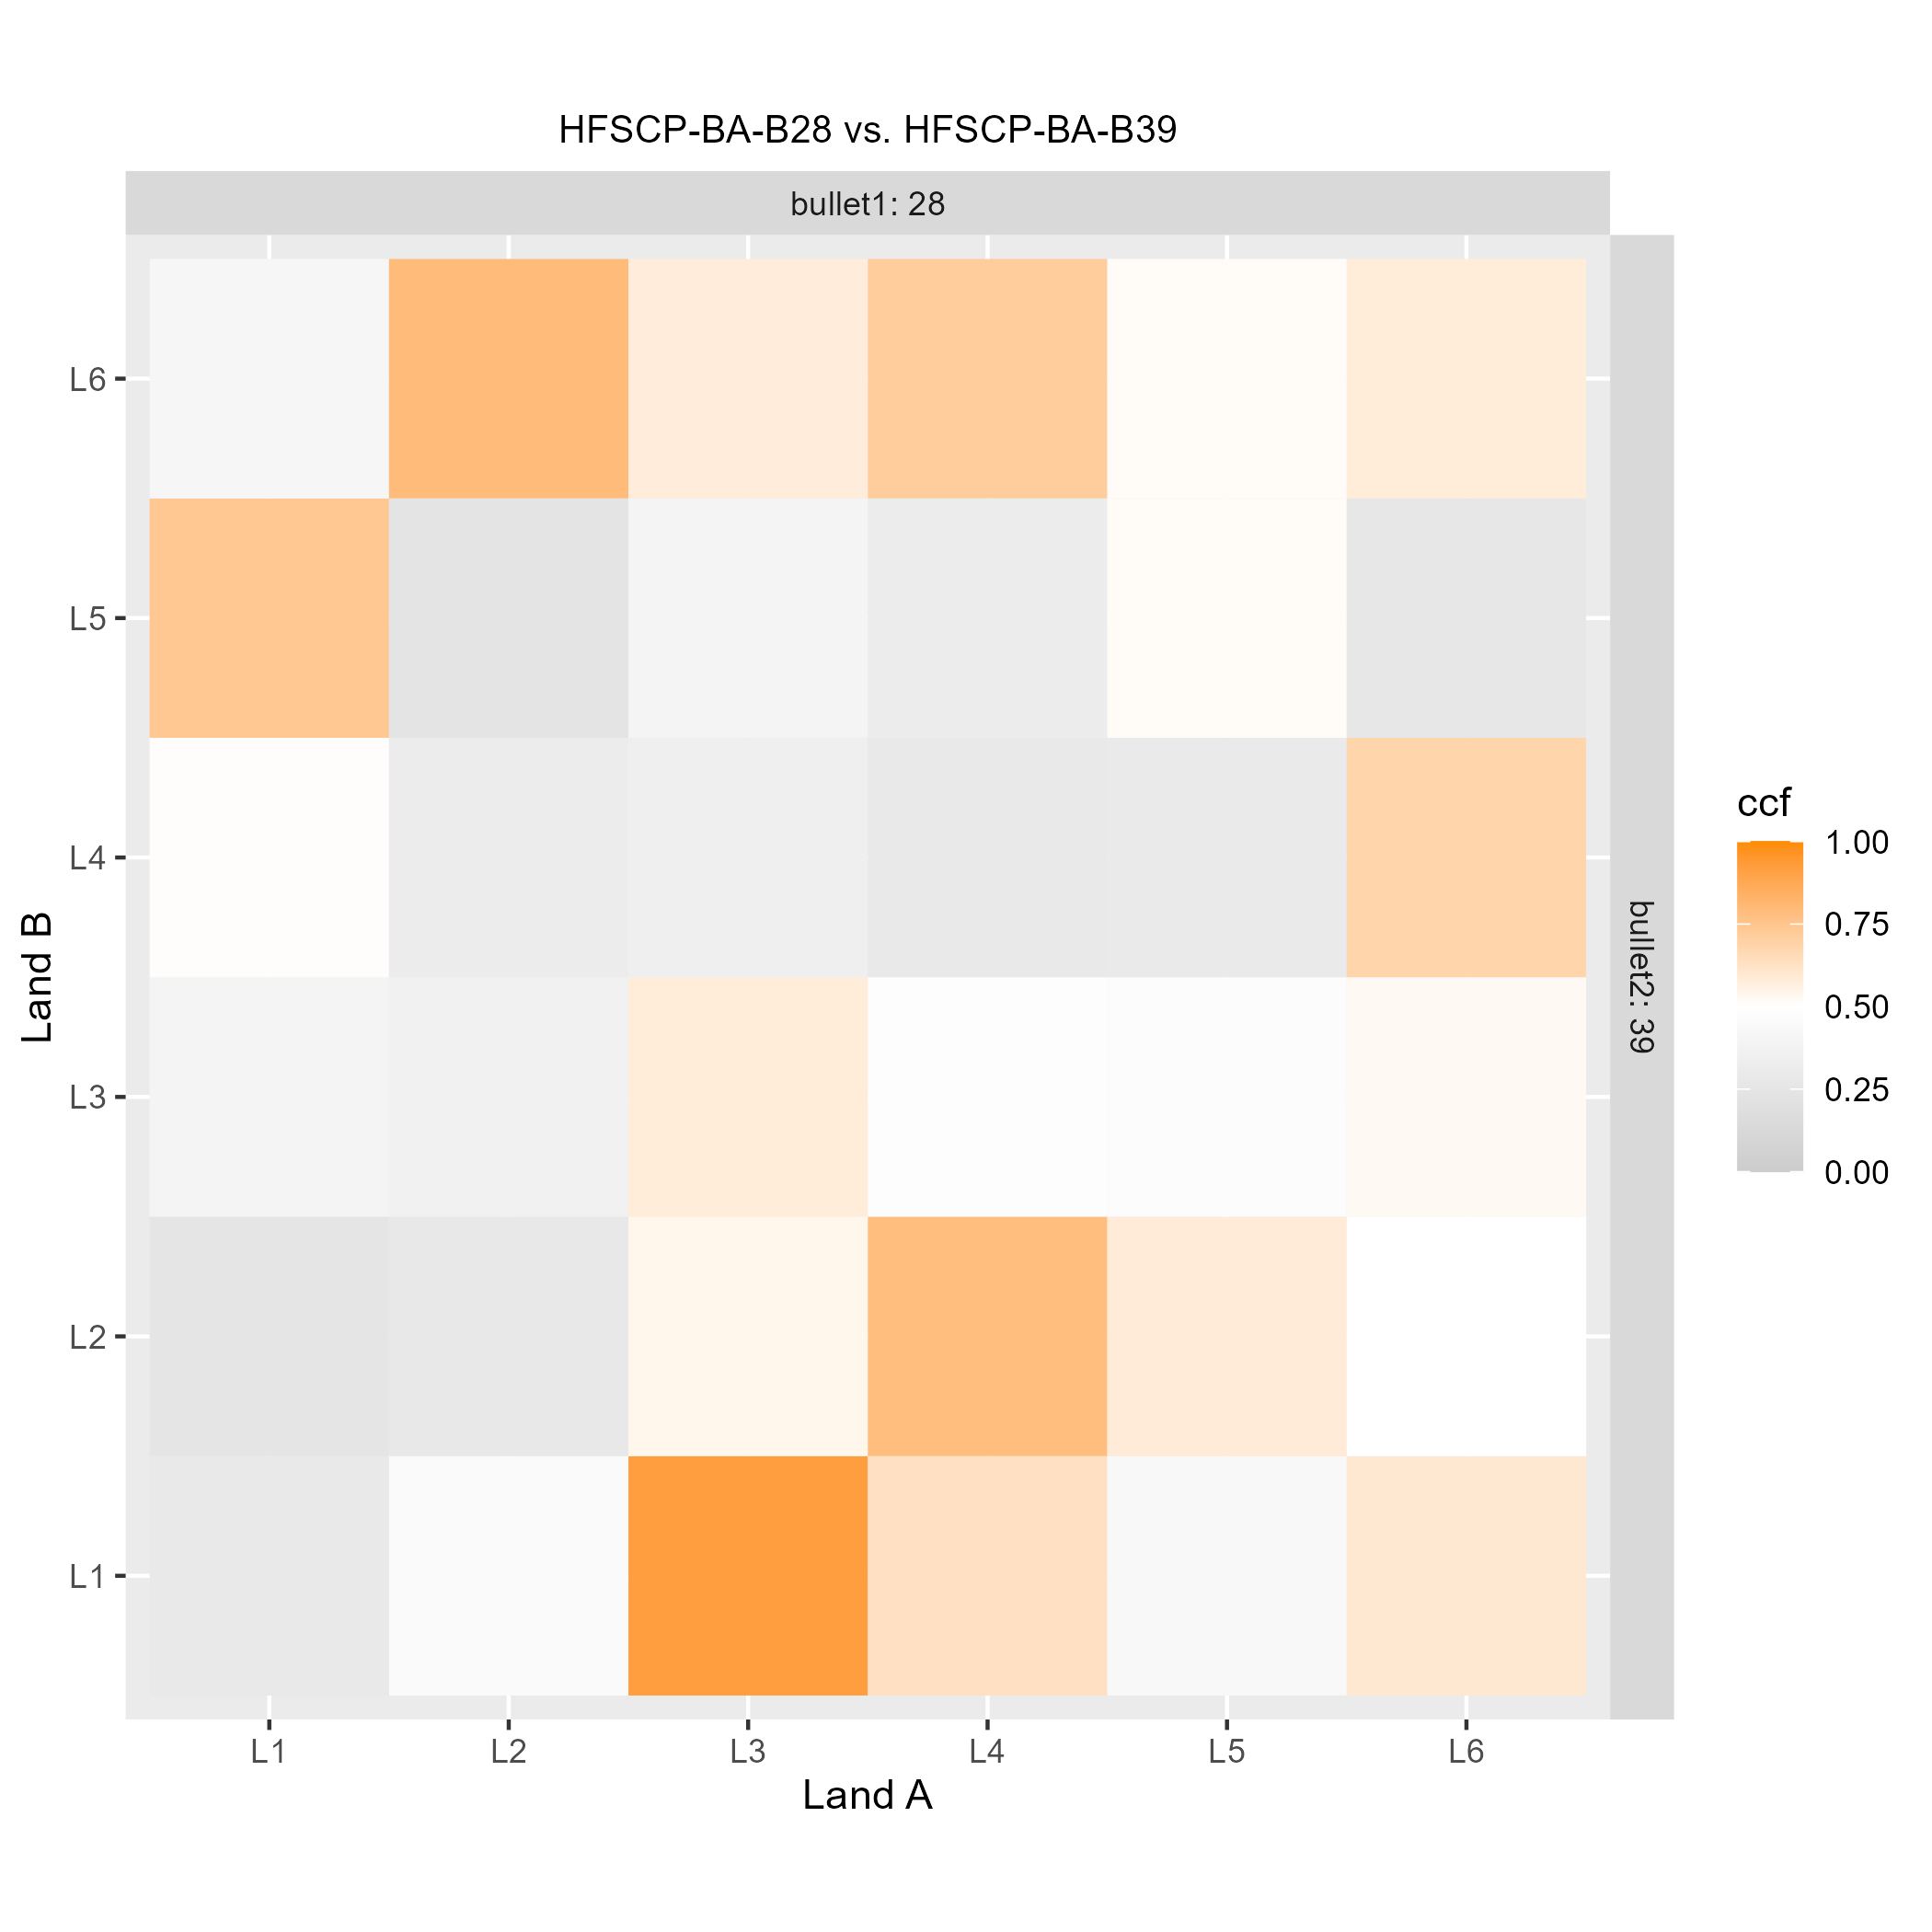 HFSCP-BA-B28 vs. HFSCP-BA-B39
bullet1: 28
bullet2: 39
Land B
L6
L5
L4
L3
L2
L1
L1 L2 L3 L4 L5 L6
Land A
ccf
1.00
0.75
0.50
0.25
0.00